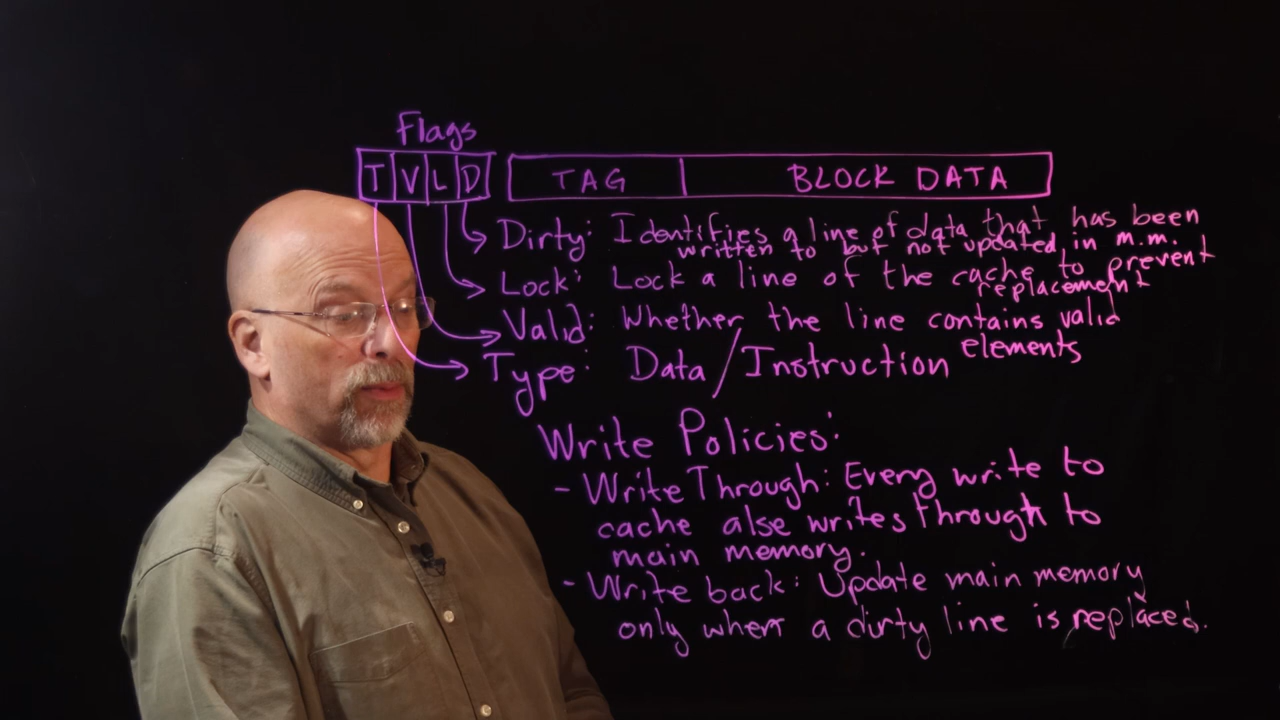 Flags
T V L D TAG BLOCK DATA
Dirty: Identifies a line of data that has been
written to but not updated in m.m.
Lock: Lock a line of the cache to prevent
replacement
Valid: Whether the line contains valid
elements
Type: Data/Instruction
Write Policies:
- Write Through: Every write to
cache alse writes through to
main memory.
- Write back: Update main memory
only when a dirty line is replaced.